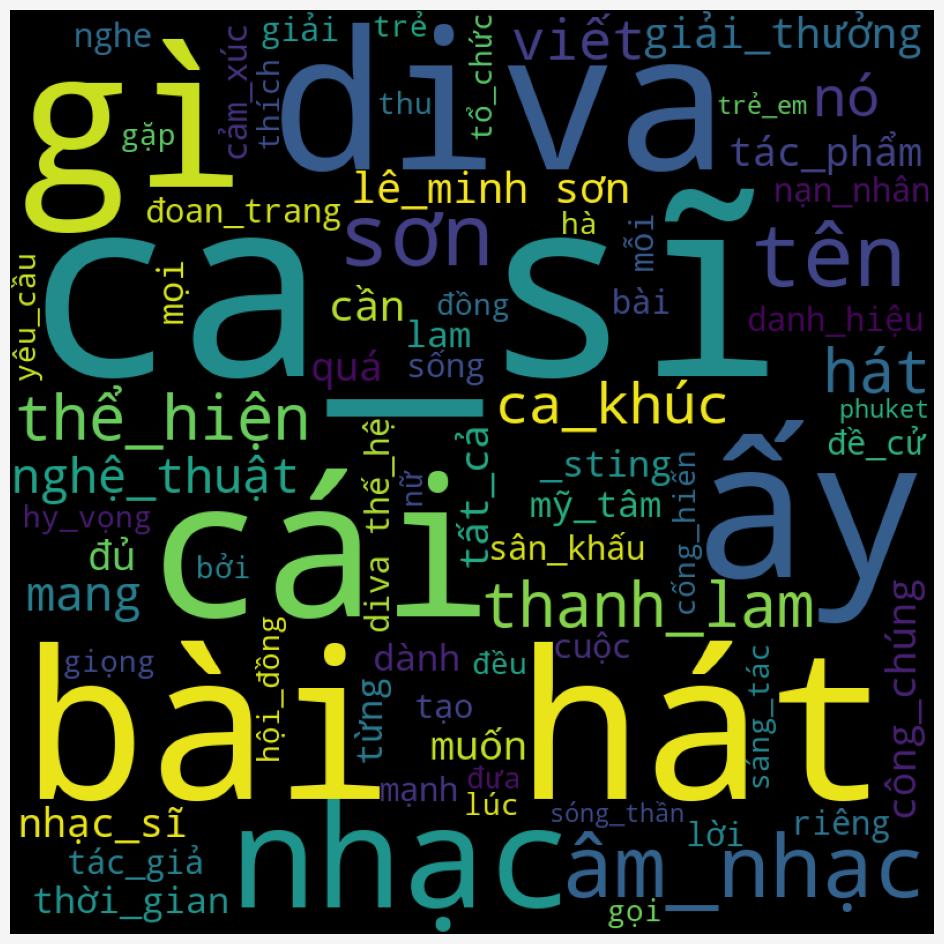 nghe
giải
trẻ
viết
giải_thưởng
gì
diva
cảm_xúc
thích
tổ_chức
thu
trẻ_em
nó
gặp
tác_phẩm
đoan_trang
lê_minh sơn
nạn_nhân
sơn
hà
mỗi
tên
ca_sĩ
yêu_cầu
mọi
cần
đồng
bài
danh_hiệu
lam
quá
sống
hát
thể_hiện
ca_khúc
phuket
đề_cử
nghệ_thuật
diva thế_hệ
nữ
tất_cả
_sting
cống_hiến
ấy
hy_vọng
cái
mỹ_tâm
đủ
bởi
sân_khấu
mang
thanh_lam
công_chúng
giọng
hội_đồng
dành
đều
cuộc
sáng_tác
bài hát
từng
tạo
muốn
mạnh
đưa
lúc
sóng_thần
nhạc_sĩ
nhạc
lời
riêng
tác_giả
âm_nhạc
thời_gian
gọi